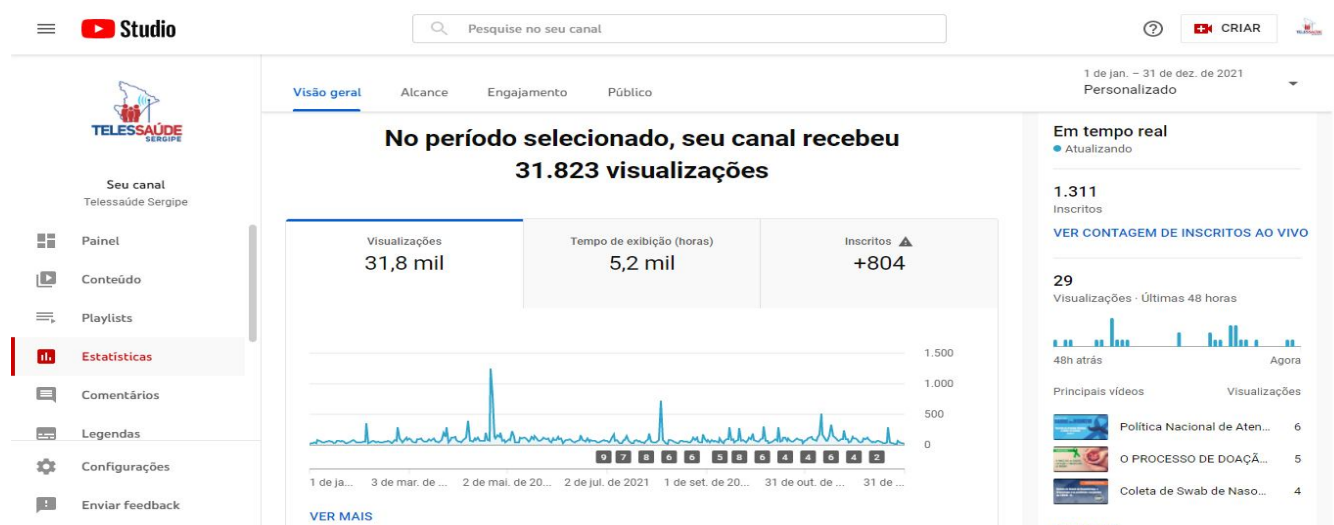 Studio
Pesquise no seu canal
CRIAR
TELESSAÚDE
SERGIPE
Seu canal
Telessaúde Sergipe
Painel
Conteúdo
Playlists
Estatísticas
Comentários
Legendas
Configurações
Enviar feedback
Visão geral
Alcance
Engajamento
Público
1 de jan. – 31 de dez. de 2021
Personalizado
No período selecionado, seu canal recebeu
31.823 visualizações
Visualizações
31,8 mil
Tempo de exibição (horas)
5,2 mil
Inscritos
+804
1.500
1.000
500
0
9 7 8 6 6 5 8 6 4 4 6 4 2
1 de ja... 3 de mar. de ... 2 de mai. de 20... 2 de jul. de 2021 1 de set. de 20... 31 de out. de ... 31 de ...
VER MAIS
Em tempo real
Atualizando
1.311
Inscritos
VER CONTAGEM DE INSCRITOS AO VIVO
29
Visualizações · Últimas 48 horas
48h atrás Agora
Principais vídeos Visualizações
Política Nacional de Aten... 6
O PROCESSO DE DOAÇÃ... 5
Coleta de Swab de Naso... 4